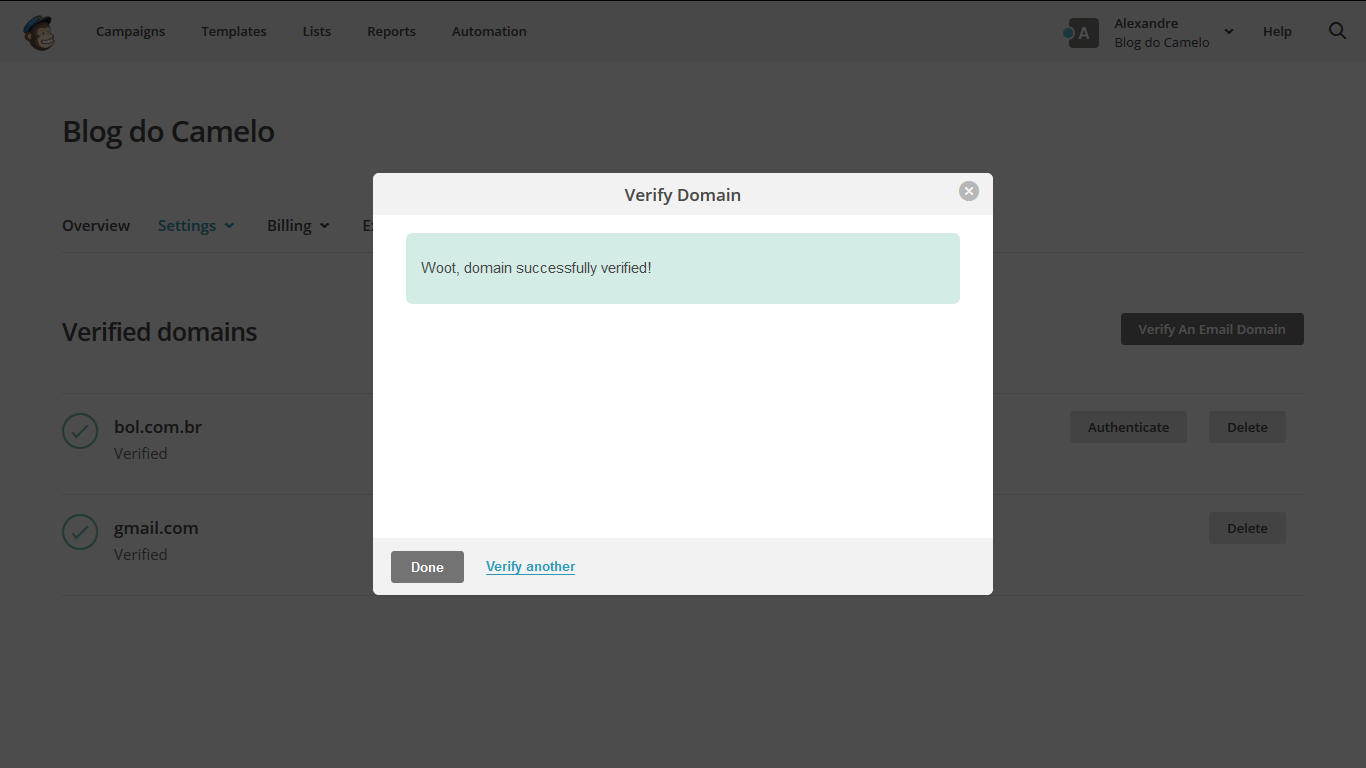 Campaigns Templates Lists Reports Automation
A
Alexandre
Blog do Camelo
Help
Blog do Camelo
Overview Settings Billing
Verified domains
Verify An Email Domain
bol.com.br
Verified
Authenticate Delete
gmail.com
Verified
Delete
Verify Domain
Woot, domain successfully verified!
Done Verify another